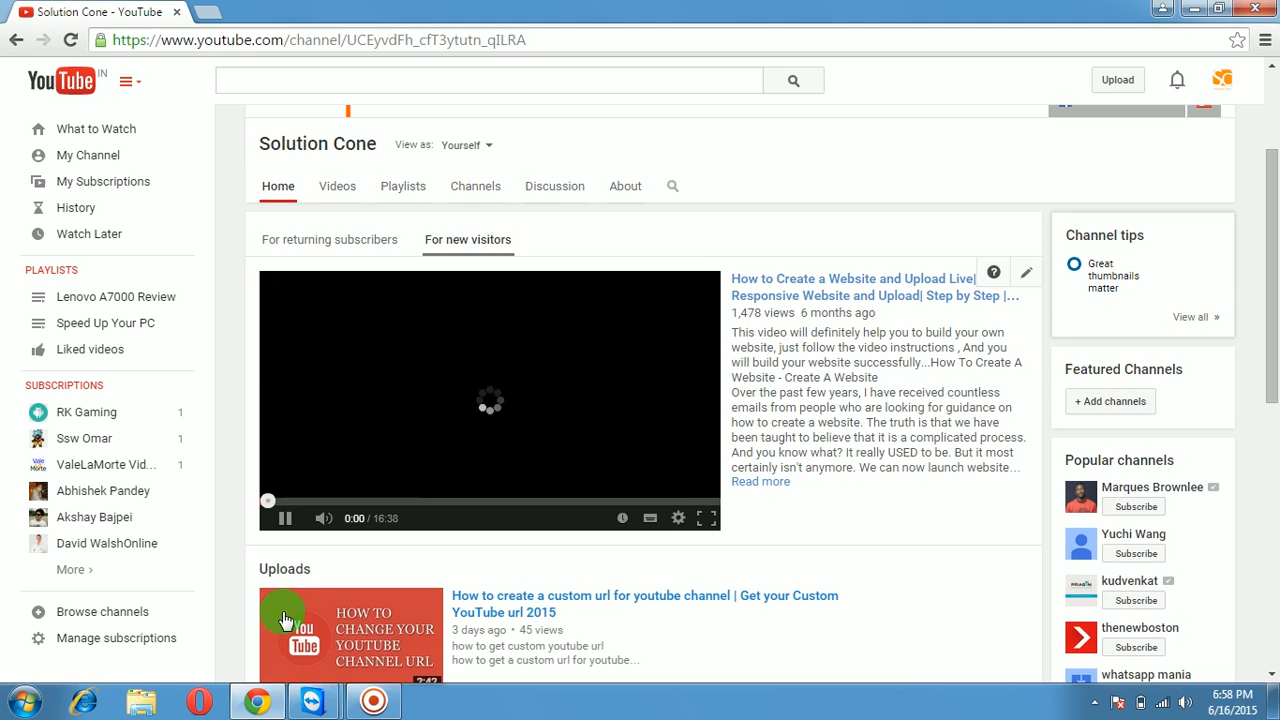 Solution Cone - YouTube
https://www.youtube.com/channel/UCEyvdFh_cfT3ytutn_qILRA
YouTube IN
Upload
What to Watch
My Channel
My Subscriptions
History
Watch Later
PLAYLISTS
Lenovo A7000 Review
Speed Up Your PC
Liked videos
SUBSCRIPTIONS
RK Gaming 1
Ssw Omar 1
ValeLaMorte Vid... 1
Abhishek Pandey
Akshay Bajpei
David WalshOnline
More ›
Browse channels
Manage subscriptions
Solution Cone View as: Yourself
Home Videos Playlists Channels Discussion About
For returning subscribers For new visitors
0:00 / 16:38
How to Create a Website and Upload Live|
Responsive Website and Upload| Step by Step |...
1,478 views 6 months ago
This video will definitely help you to build your own
website, just follow the video instructions , And you
will build your website successfully...How To Create A
Website - Create A Website
Over the past few years, I have received countless
emails from people who are looking for guidance on
how to create a website. The truth is that we have
been taught to believe that it is a complicated process.
And you know what? It really USED to be. But it most
certainly isn't anymore. We can now launch website...
Read more
Uploads
You
Tube
HOW TO
CHANGE YOUR
YOUTUBE
CHANNEL URL
2:42
How to create a custom url for youtube channel | Get your Custom
YouTube url 2015
3 days ago • 45 views
how to get custom youtube url
how to get a custom url for youtube...
Channel tips
Great
thumbnails
matter
View all »
Featured Channels
+ Add channels
Popular channels
Marques Brownlee
Subscribe
Yuchi Wang
Subscribe
kudvenkat
Subscribe
thenewboston
Subscribe
whatsapp mania
6:58 PM
6/16/2015